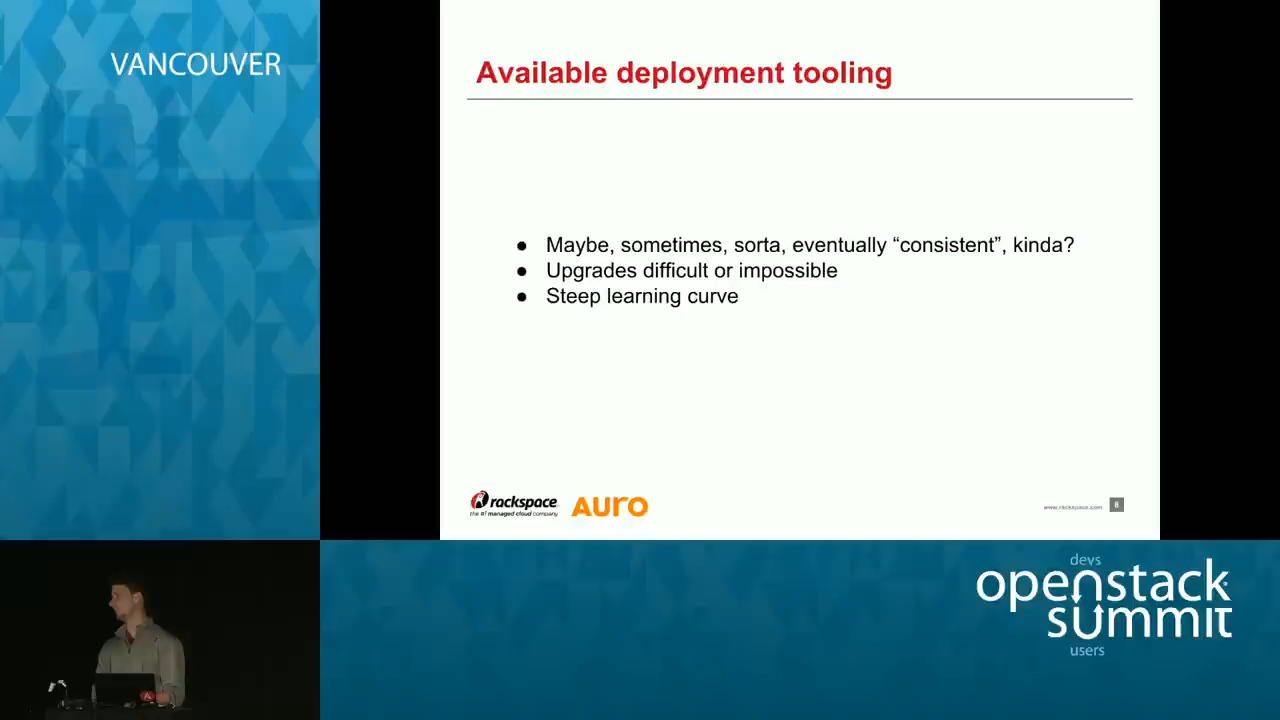 VANCOUVER
Available deployment tooling
● Maybe, sometimes, sorta, eventually “consistent”, kinda?
● Upgrades difficult or impossible
● Steep learning curve
rackspace
the #1 managed cloud company
AURO
www.rackspace.com
8
devs
openstack
summit
users